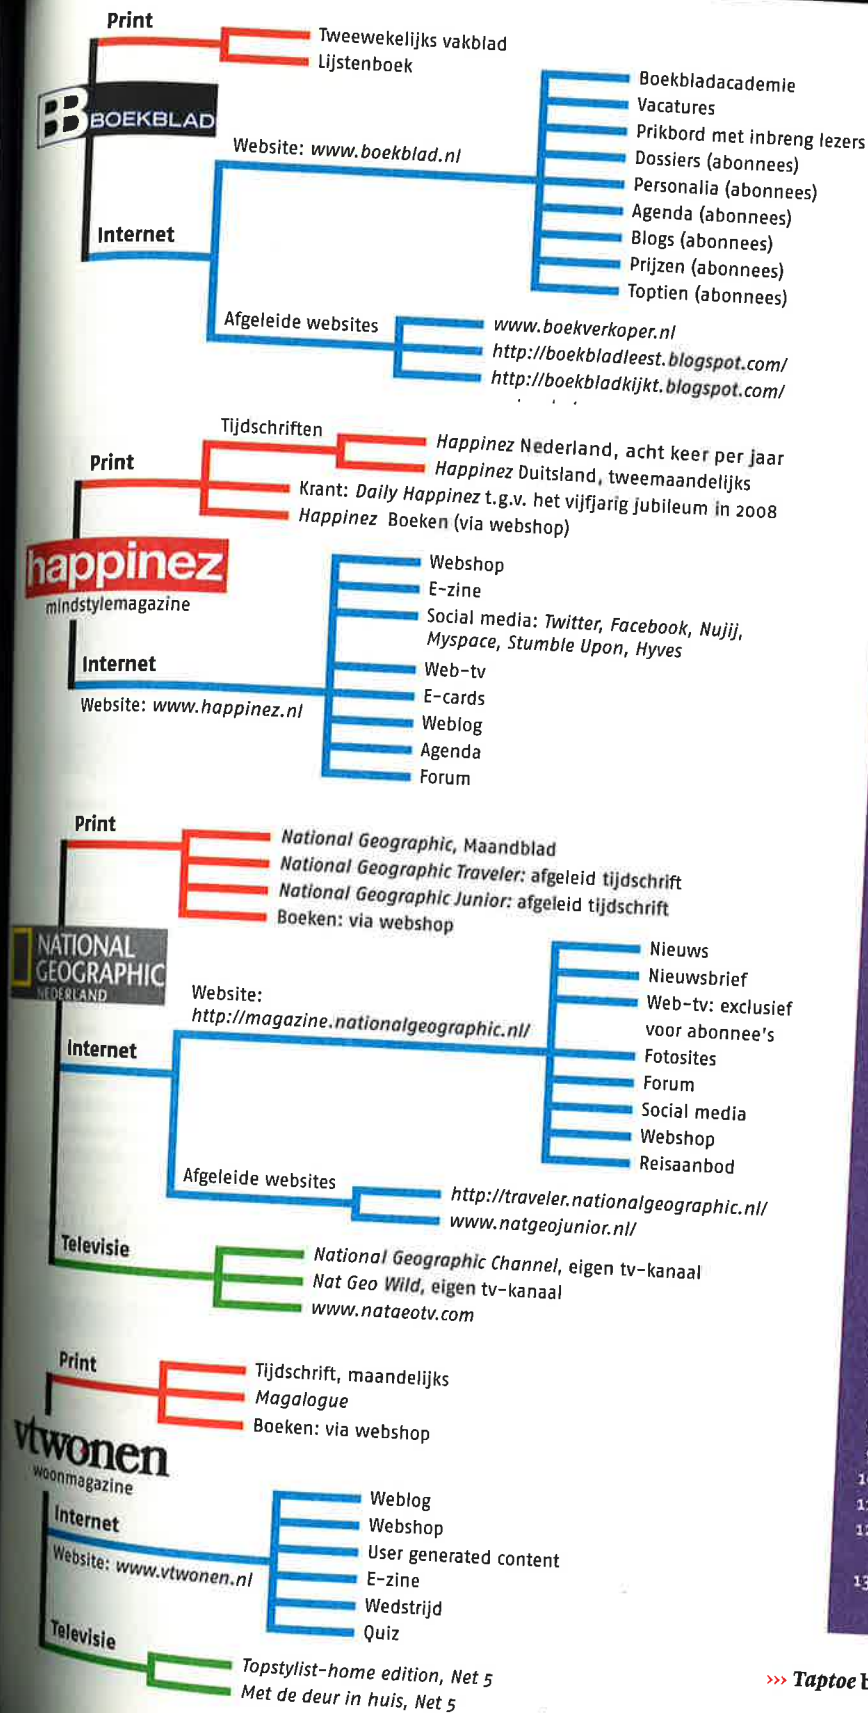 Print
Tweewekelijks vakblad
Lijstenboek
BB BOEKBLAD
Internet
Website: www.boekblad.nl
Boekbladacademie
Vacatures
Prikbord met inbreng lezers
Dossiers (abonnees)
Personalia (abonnees)
Agenda (abonnees)
Blogs (abonnees)
Prijzen (abonnees)
Toptien (abonnees)
Afgeleide websites
www.boekverkoper.nl
http://boekbladleest.blogspot.com/
http://boekbladkijkt.blogspot.com/
Print
Tijdschriften
Happinez Nederland, acht keer per jaar
Happinez Duitsland, tweemaandelijks
Krant: Daily Happinez t.g.v. het vijfjarig jubileum in 2008
Happinez Boeken (via webshop)
happinez
mindstylemagazine
Internet
Website: www.happinez.nl
Webshop
E-zine
Social media: Twitter, Facebook, Nujij,
Myspace, Stumble Upon, Hyves
Web-tv
E-cards
Weblog
Agenda
Forum
Print
National Geographic, Maandblad
National Geographic Traveler: afgeleid tijdschrift
National Geographic Junior: afgeleid tijdschrift
Boeken: via webshop
NATIONAL
GEOGRAPHIC
NEDERLAND
Internet
Website:
http://magazine.nationalgeographic.nl/
Nieuws
Nieuwsbrief
Web-tv: exclusief
voor abonnee's
Fotosites
Forum
Social media
Webshop
Reisaanbod
Afgeleide websites
http://traveler.nationalgeographic.nl/
www.natgeojunior.nl/
Televisie
National Geographic Channel, eigen tv-kanaal
Nat Geo Wild, eigen tv-kanaal
www.nataeotv.com
Print
Tijdschrift, maandelijks
Magalogue
Boeken: via webshop
vtwonen
woonmagazine
Internet
Website: www.vtwonen.nl
Weblog
Webshop
User generated content
E-zine
Wedstrijd
Quiz
Televisie
Topstylist-home edition, Net 5
Met de deur in huis, Net 5
››› Taptoe